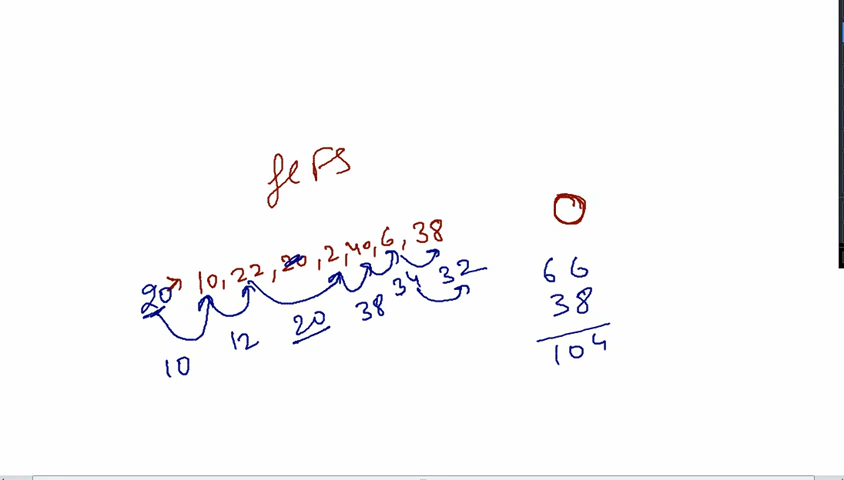 fcfs
20 → 10, 22, 20, 2, 40, 6, 38
10 12 20 38 34 32
66
38
104